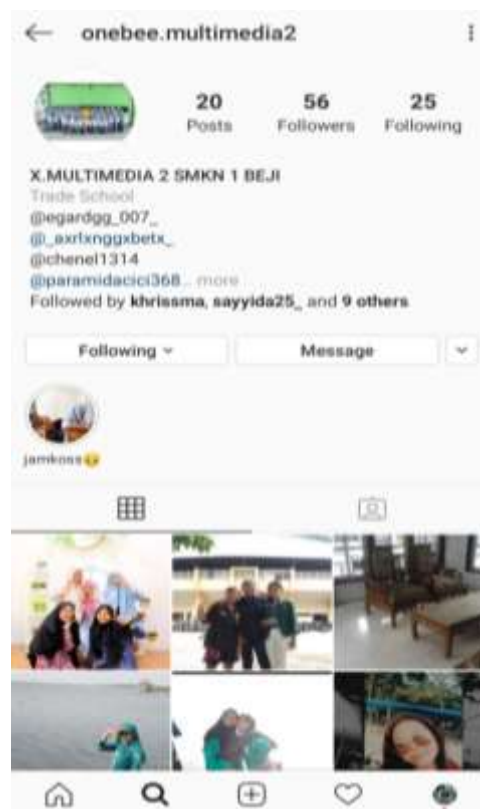 onebee.multimedia2
20 56 25
Posts Followers Following
X.MULTIMEDIA 2 SMKN 1 BEJI
Trade School
@egardgg_007_
@_axrlxnggxbetx_
@chenel1314
@paramidacici368... more
Followed by khrissma, sayyida25_ and 9 others
Following Message
jamkoss